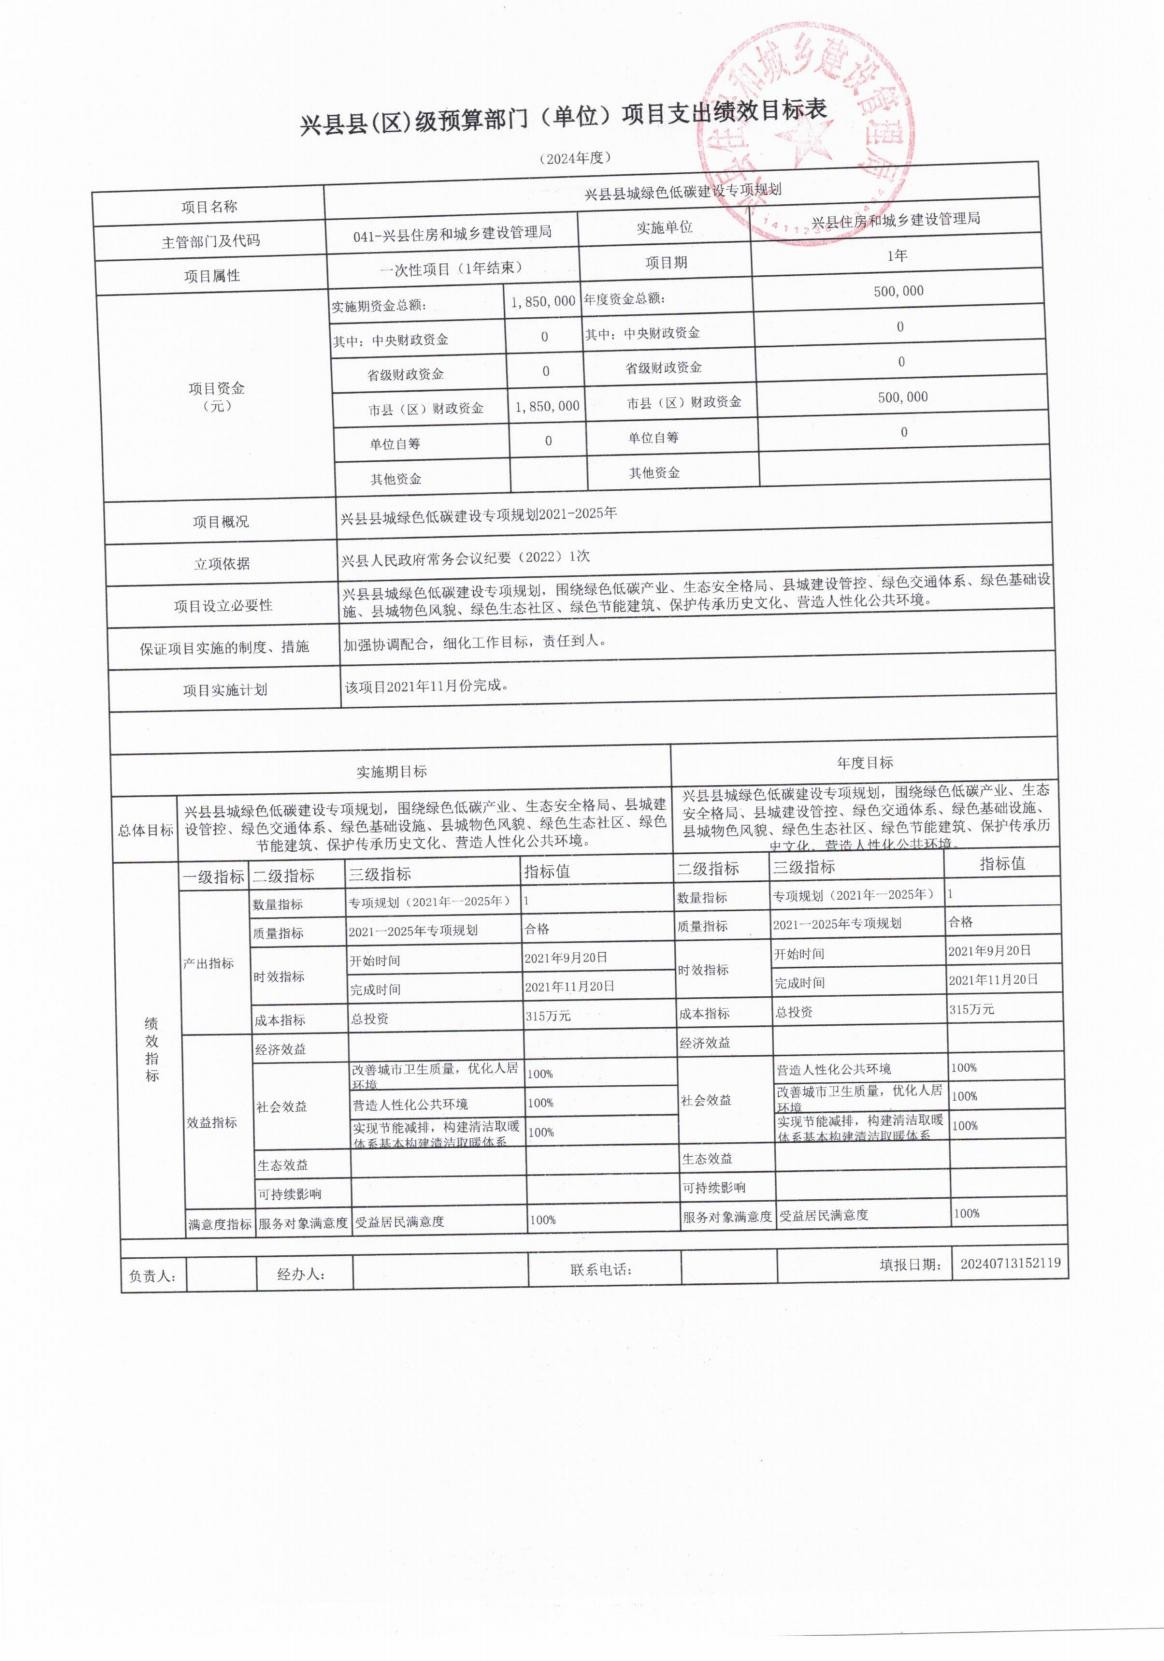 兴县县(区)级预算部门（单位）项目支出绩效目标表
（2024年度）
项目名称 兴县县城绿色低碳建设专项规划
主管部门及代码 041-兴县住房和城乡建设管理局 实施单位 兴县住房和城乡建设管理局
项目属性 一次性项目（1年结束） 项目期 1年
项目资金
（元）
实施期资金总额： 1,850,000 年度资金总额： 500,000
其中：中央财政资金 0 其中：中央财政资金 0
省级财政资金 0 省级财政资金 0
市县（区）财政资金 1,850,000 市县（区）财政资金 500,000
单位自筹 0 单位自筹 0
其他资金 其他资金
项目概况 兴县县城绿色低碳建设专项规划2021-2025年
立项依据 兴县人民政府常务会议纪要（2022）1次
项目设立必要性 兴县县城绿色低碳建设专项规划，围绕绿色低碳产业、生态安全格局、县城建设管控、绿色交通体系、绿色基础设
施、县城物色风貌、绿色生态社区、绿色节能建筑、保护传承历史文化、营造人性化公共环境。
保证项目实施的制度、措施 加强协调配合，细化工作目标，责任到人。
项目实施计划 该项目2021年11月份完成。
实施期目标 年度目标
总体目标
兴县县城绿色低碳建设专项规划，围绕绿色低碳产业、生态安全格局、县城建
设管控、绿色交通体系、绿色基础设施、县城物色风貌、绿色生态社区、绿色
节能建筑、保护传承历史文化、营造人性化公共环境。
兴县县城绿色低碳建设专项规划，围绕绿色低碳产业、生态
安全格局、县城建设管控、绿色交通体系、绿色基础设施、
县城物色风貌、绿色生态社区、绿色节能建筑、保护传承历
史文化、营造人性化公共环境。
绩效指标
一级指标 二级指标 三级指标 指标值 二级指标 三级指标 指标值
产出指标
数量指标 专项规划（2021年—2025年） 1 数量指标 专项规划（2021年—2025年） 1
质量指标 2021—2025年专项规划 合格 质量指标 2021—2025年专项规划 合格
时效指标 开始时间 2021年9月20日 时效指标 开始时间 2021年9月20日
完成时间 2021年11月20日 完成时间 2021年11月20日
成本指标 总投资 315万元 成本指标 总投资 315万元
效益指标
经济效益 经济效益
社会效益 改善城市卫生质量，优化人居
环境 100% 社会效益 营造人性化公共环境 100%
营造人性化公共环境 100% 改善城市卫生质量，优化人居
环境 100%
实现节能减排，构建清洁取暖
体系基本构建清洁取暖体系 100% 实现节能减排，构建清洁取暖
体系基本构建清洁取暖体系 100%
生态效益 生态效益
可持续影响 可持续影响
满意度指标 服务对象满意度 受益居民满意度 100% 服务对象满意度 受益居民满意度 100%
负责人： 经办人： 联系电话： 填报日期： 20240713152119
兴县住房和城乡建设管理局